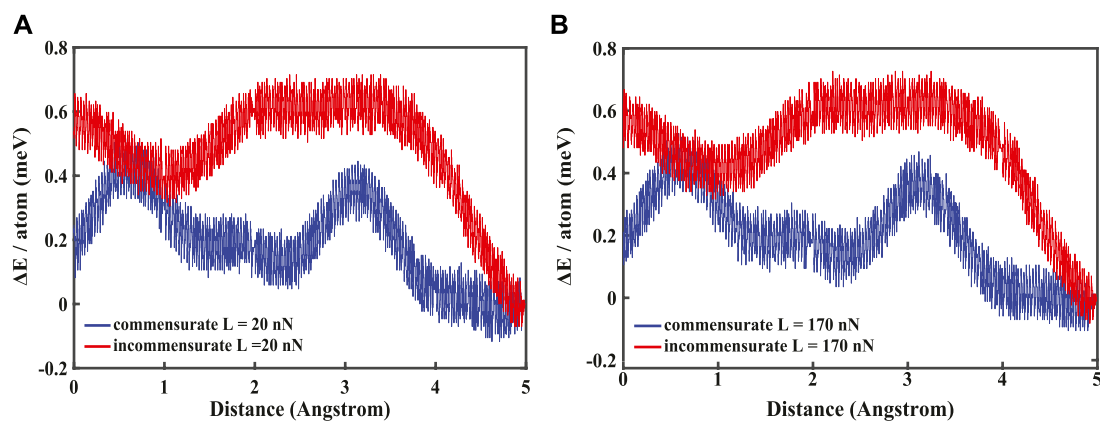 A
0.8
0.6
0.4
0.2
0
-0.2
ΔE / atom (meV)
commensurate L = 20 nN
incommensurate L =20 nN
0 1 2 3 4 5
Distance (Angstrom)
B
0.8
0.6
0.4
0.2
0
-0.2
ΔE / atom (meV)
commensurate L = 170 nN
incommensurate L = 170 nN
0 1 2 3 4 5
Distance (Angstrom)